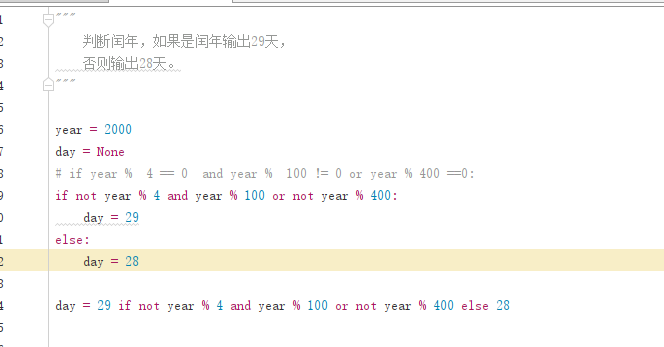 1 """
2 判断闰年，如果是闰年输出29天，
3 否则输出28天。
4 """
5
6 year = 2000
7 day = None
8 # if year %  4 == 0  and year %  100 != 0 or year % 400 ==0:
9 if not year % 4 and year % 100 or not year % 400:
0 day = 29
1 else:
2 day = 28
3
4 day = 29 if not year % 4 and year % 100 or not year % 400 else 28
5
6